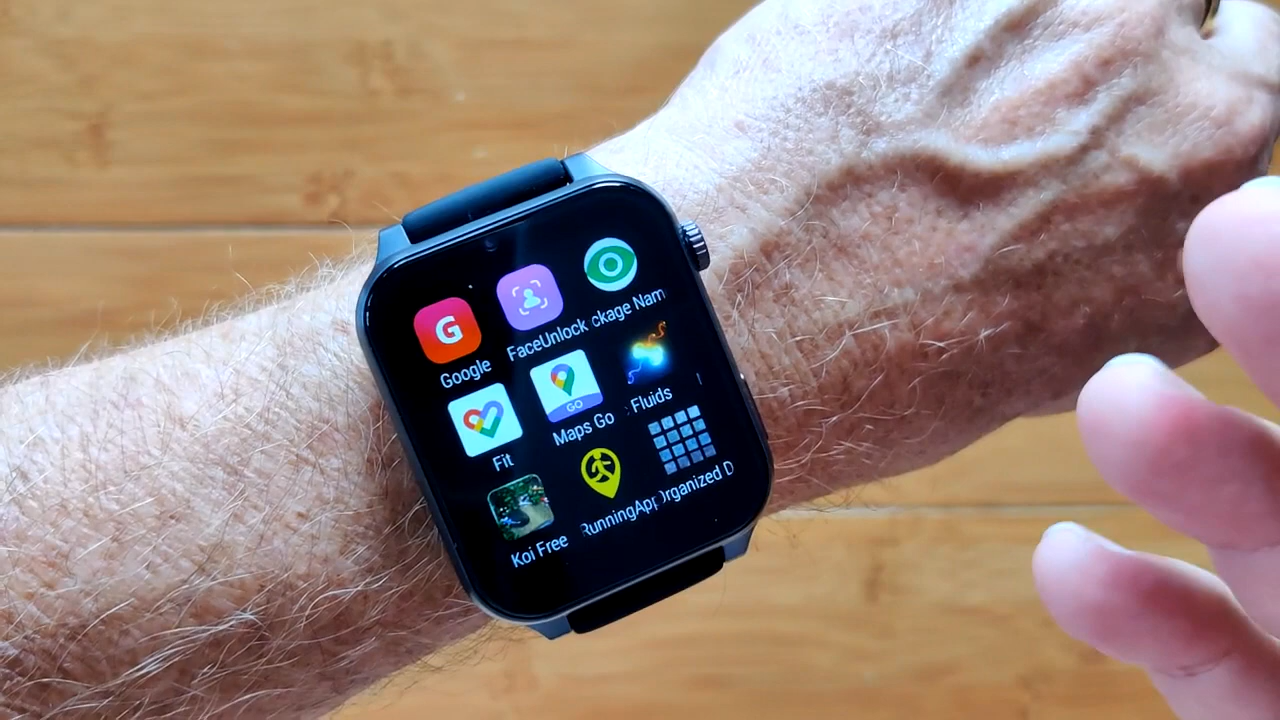 G
Google
FaceUnlock
ckage Nam
Fit
GO
Maps Go
Fluids
Koi Free
RunningApp
Organized D